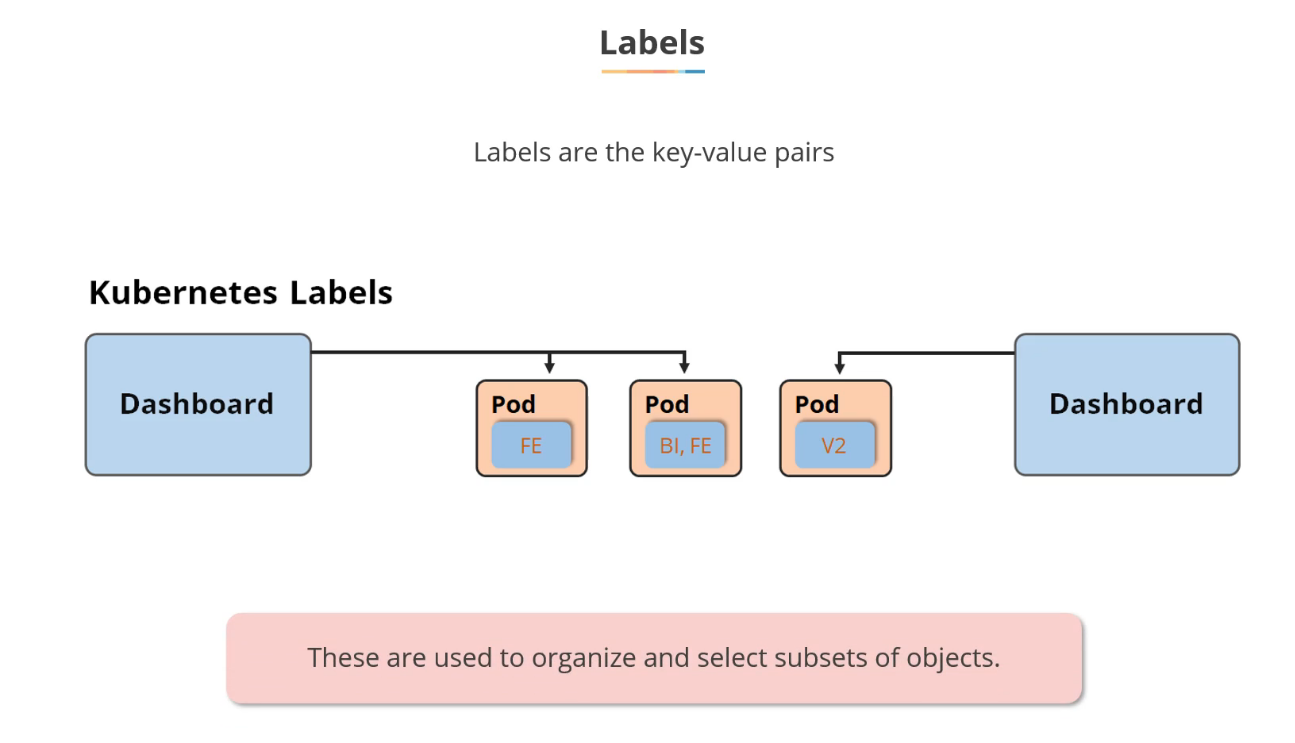 Labels
Labels are the key-value pairs
Kubernetes Labels
Dashboard
Pod
FE
Pod
BI, FE
Pod
V2
Dashboard
These are used to organize and select subsets of objects.